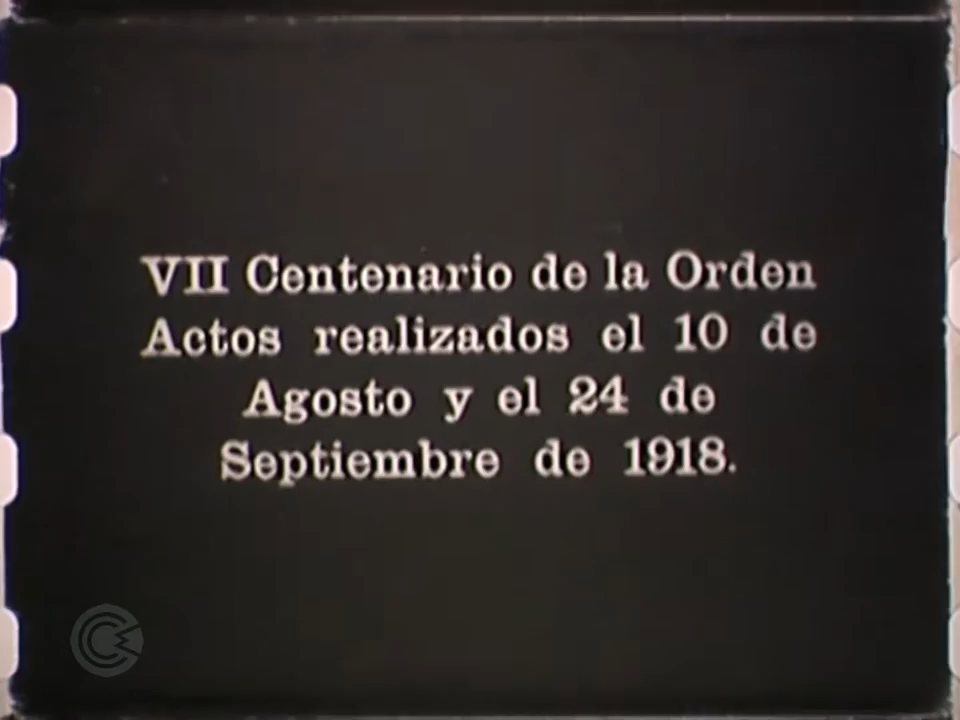 VII Centenario de la Orden
Actos realizados el 10 de
Agosto y el 24 de
Septiembre de 1918.